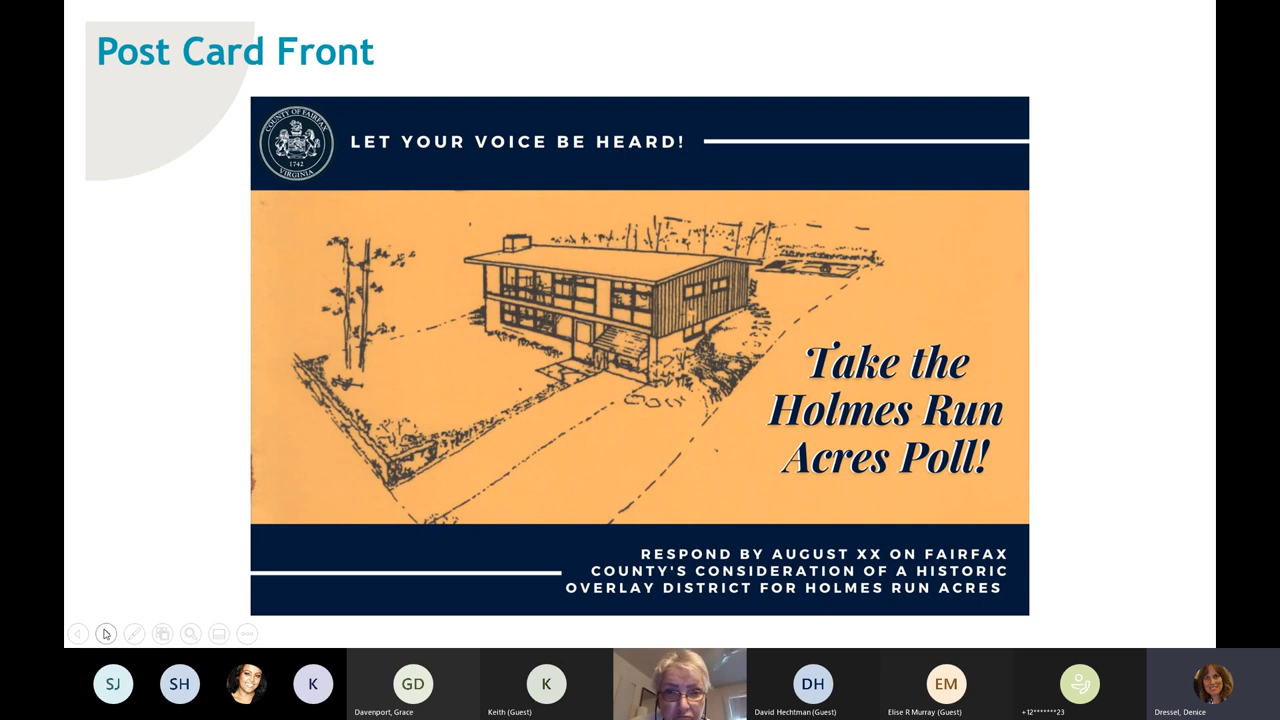 Post Card Front
COUNTY OF FAIRFAX
1742
VIRGINIA
LET YOUR VOICE BE HEARD!
Take the
Holmes Run
Acres Poll!
RESPOND BY AUGUST XX ON FAIRFAX
COUNTY'S CONSIDERATION OF A HISTORIC
OVERLAY DISTRICT FOR HOLMES RUN ACRES
SJ
SH
K
GD
Davenport, Grace
K
Keith (Guest)
DH
David Hechtman (Guest)
EM
Elise R Murray (Guest)
+12*******23
Dressel, Denice